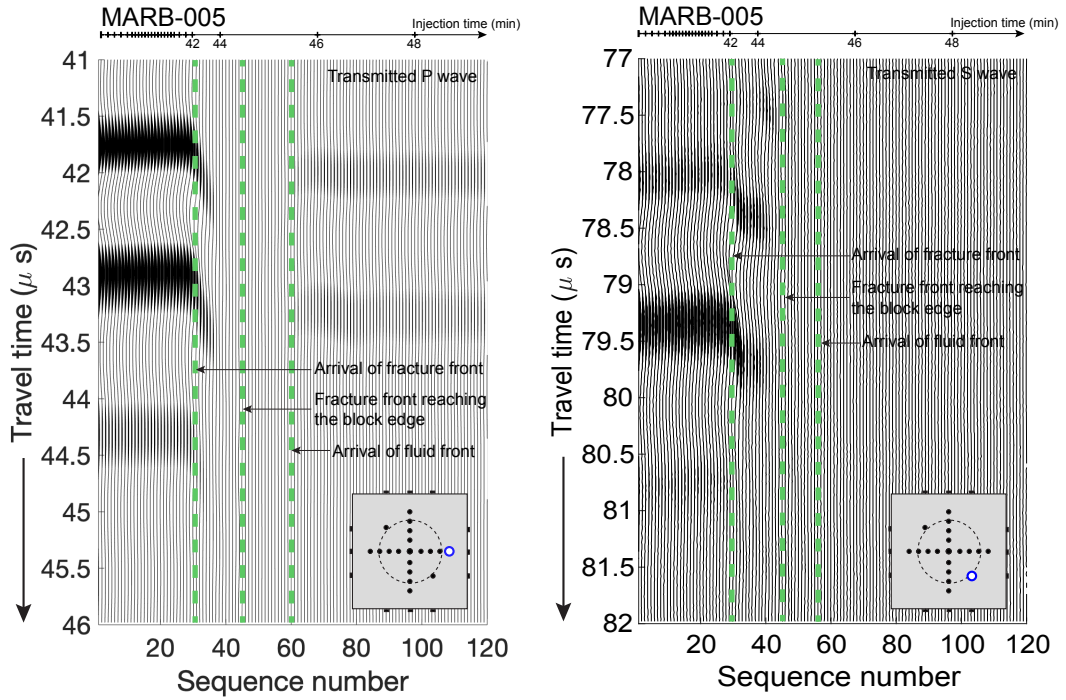 MARB-005
Injection time (min)
42 44 46 48
Transmitted P wave
41
41.5
42
42.5
43
43.5
44
44.5
45
45.5
46
Travel time (μ s)
Arrival of fracture front
Fracture front reaching
the block edge
Arrival of fluid front
20 40 60 80 100 120
Sequence number
MARB-005
Injection time (min)
42 44 46 48
Transmitted S wave
77
77.5
78
78.5
79
79.5
80
80.5
81
81.5
82
Travel time (μ s)
Arrival of fracture front
Fracture front reaching
the block edge
Arrival of fluid front
20 40 60 80 100 120
Sequence number